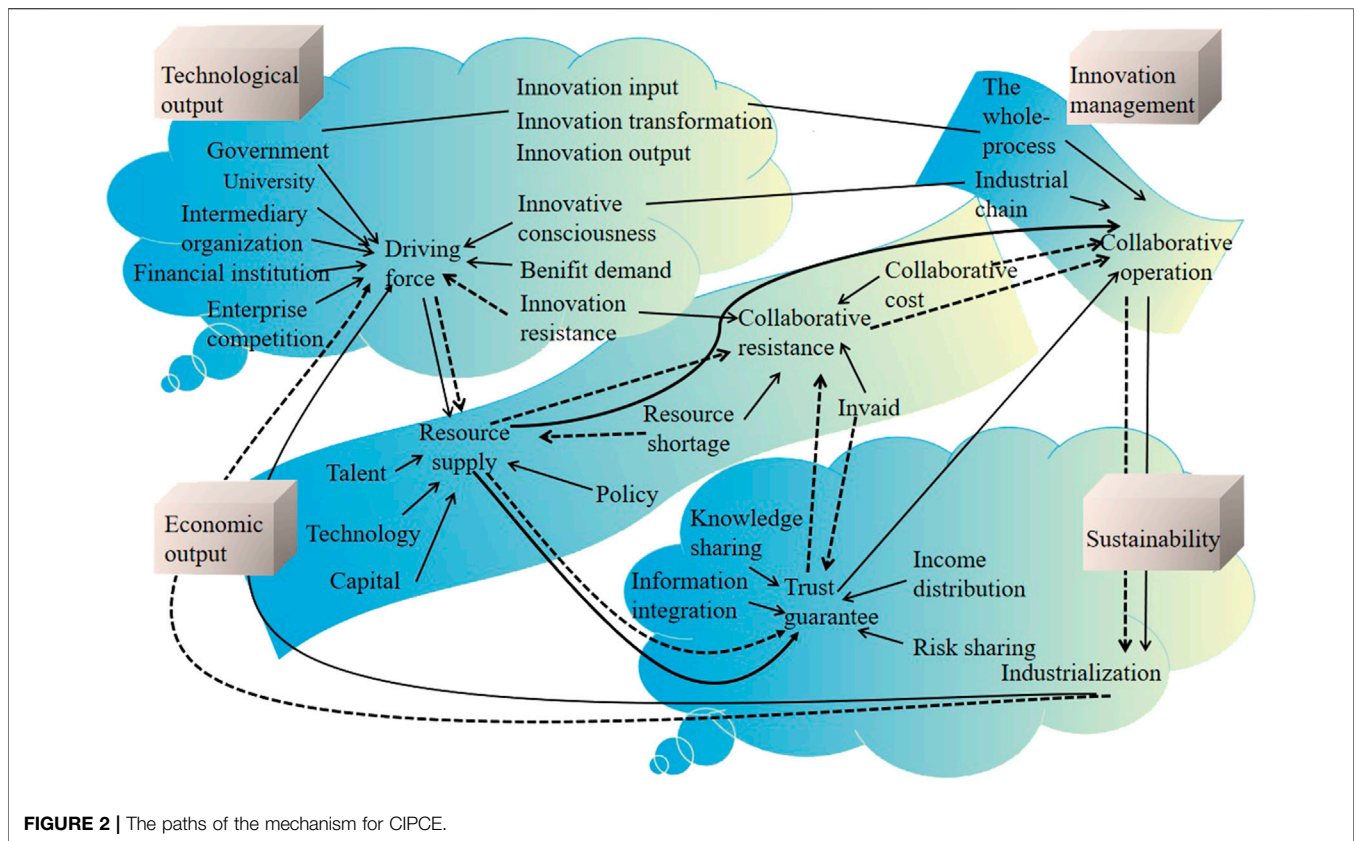 Technological
output
Innovation input
Innovation transformation
Innovation output
Government
University
Intermediary
organization
Financial institution
Enterprise
competition
Driving
force
Innovative
consciousness
Benifit demand
Innovation
resistance
The
whole-
process
Industrial
chain
Innovation
management
Collaborative
operation
Collaborative
cost
Collaborative
resistance
Resource
shortage
Invaid
Resource
supply
Talent
Technology
Capital
Policy
Economic
output
Knowledge
sharing
Information
integration
Trust
guarantee
Income
distribution
Risk sharing
Sustainability
Industrialization
FIGURE 2 | The paths of the mechanism for CIPCE.